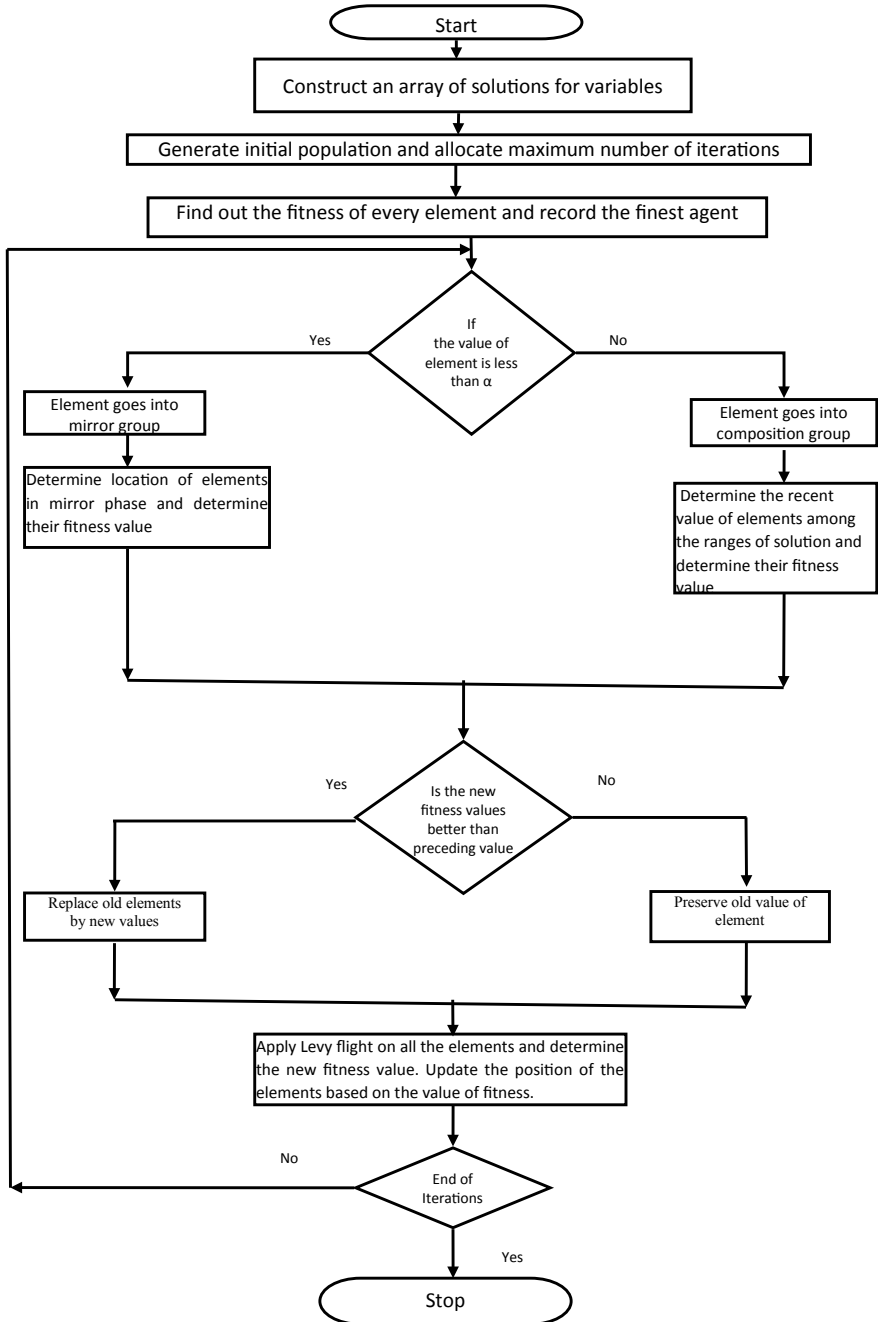 Start
Construct an array of solutions for variables
Generate initial population and allocate maximum number of iterations
Find out the fitness of every element and record the finest agent
If
the value of
element is less
than α
Yes
No
Element goes into
mirror group
Element goes into
composition group
Determine location of elements
in mirror phase and determine
their fitness value
Determine the recent
value of elements among
the ranges of solution and
determine their fitness
value
Is the new
fitness values
better than
preceding value
Yes
No
Replace old elements
by new values
Preserve old value of
element
Apply Levy flight on all the elements and determine
the new fitness value. Update the position of the
elements based on the value of fitness.
No
End of
Iterations
Yes
Stop